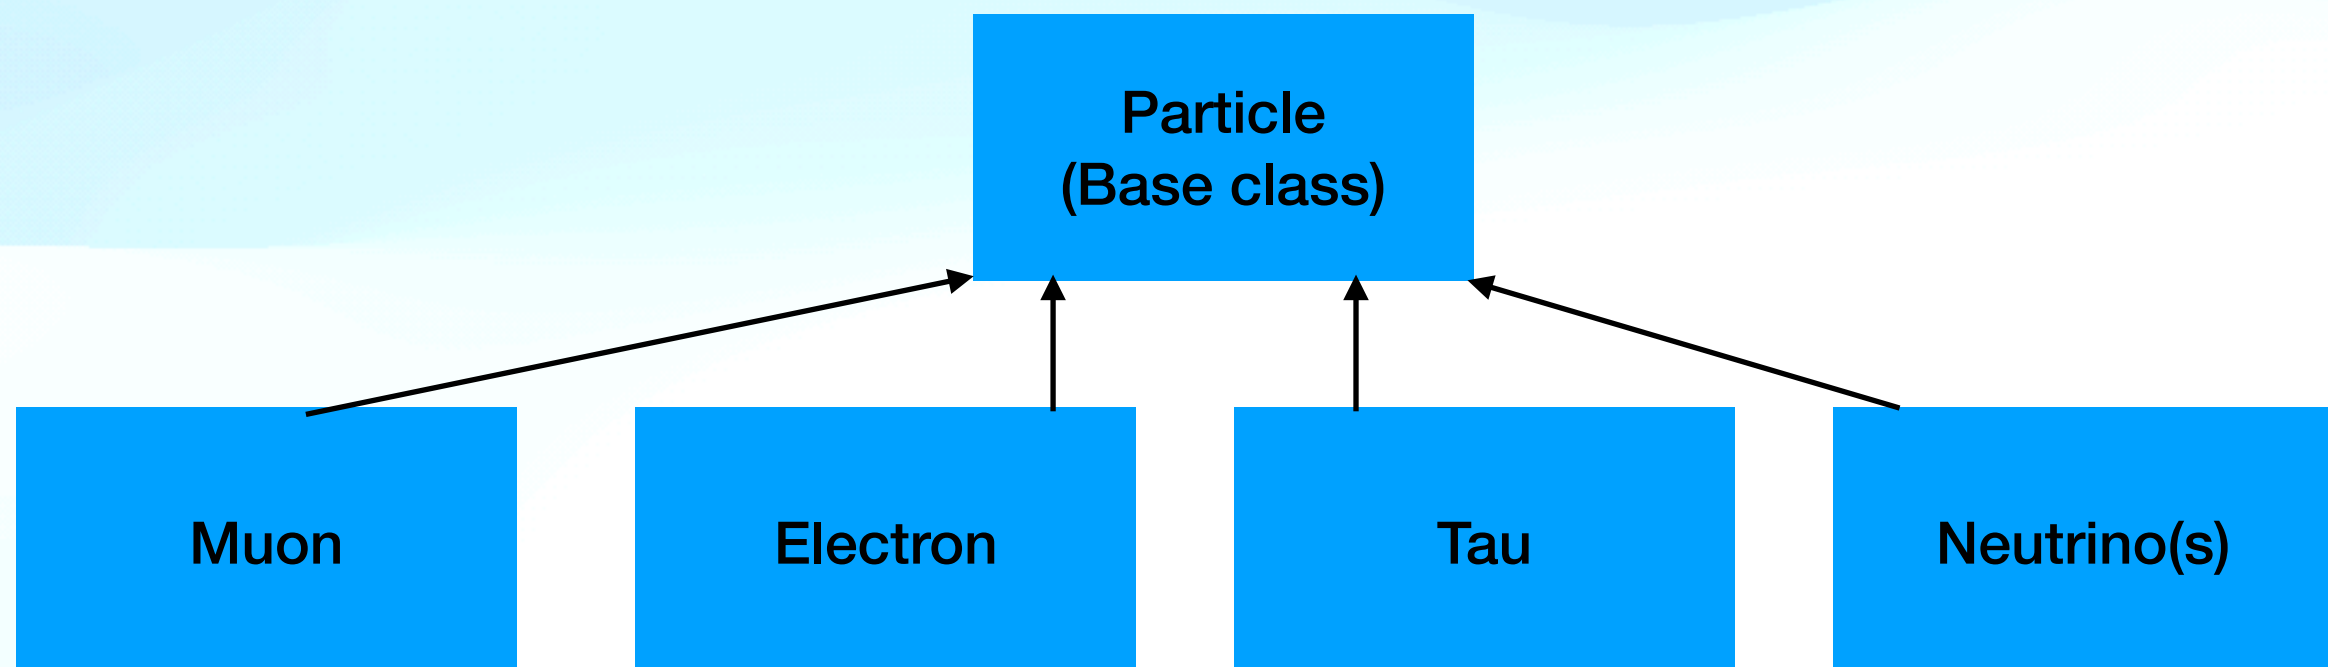 Particle
(Base class)
Muon
Electron
Tau
Neutrino(s)